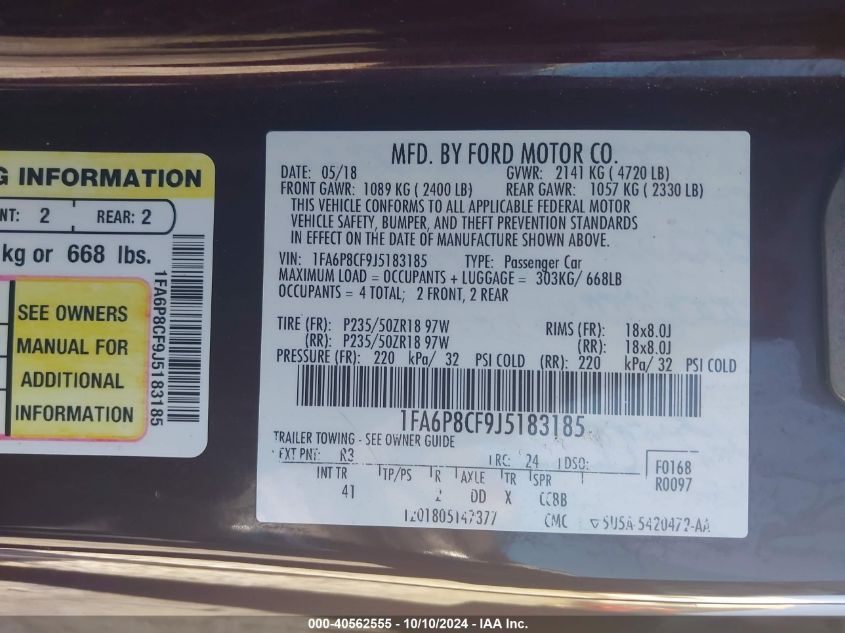 G INFORMATION
NT: 2 REAR: 2
kg or 668 lbs.
SEE OWNERS
MANUAL FOR
ADDITIONAL
INFORMATION
1FA6P8CF9J5183185
MFD. BY FORD MOTOR CO.
DATE: 05/18 GVWR: 2141 KG ( 4720 LB)
FRONT GAWR: 1089 KG ( 2400 LB) REAR GAWR: 1057 KG ( 2330 LB)
THIS VEHICLE CONFORMS TO ALL APPLICABLE FEDERAL MOTOR
VEHICLE SAFETY, BUMPER, AND THEFT PREVENTION STANDARDS
IN EFFECT ON THE DATE OF MANUFACTURE SHOWN ABOVE.
VIN: 1FA6P8CF9J5183185 TYPE: Passenger Car
MAXIMUM LOAD = OCCUPANTS + LUGGAGE = 303KG/ 668LB
OCCUPANTS = 4 TOTAL; 2 FRONT, 2 REAR
TIRE (FR): P235/50ZR18 97W RIMS (FR): 18x8.0J
(RR): P235/50ZR18 97W (RR): 18x8.0J
PRESSURE (FR): 220 kPa/ 32 PSI COLD (RR): 220 kPa/ 32 PSI COLD
1FA6P8CF9J5183185
TRAILER TOWING - SEE OWNER GUIDE
EXT PNT: R3 RC: 24 DSO: F0168
R0097
INT TR TP/PS R AXLE TR SPR
41 2 DD X CCBB
CMC
000-40562555 - 10/10/2024 - IAA Inc.